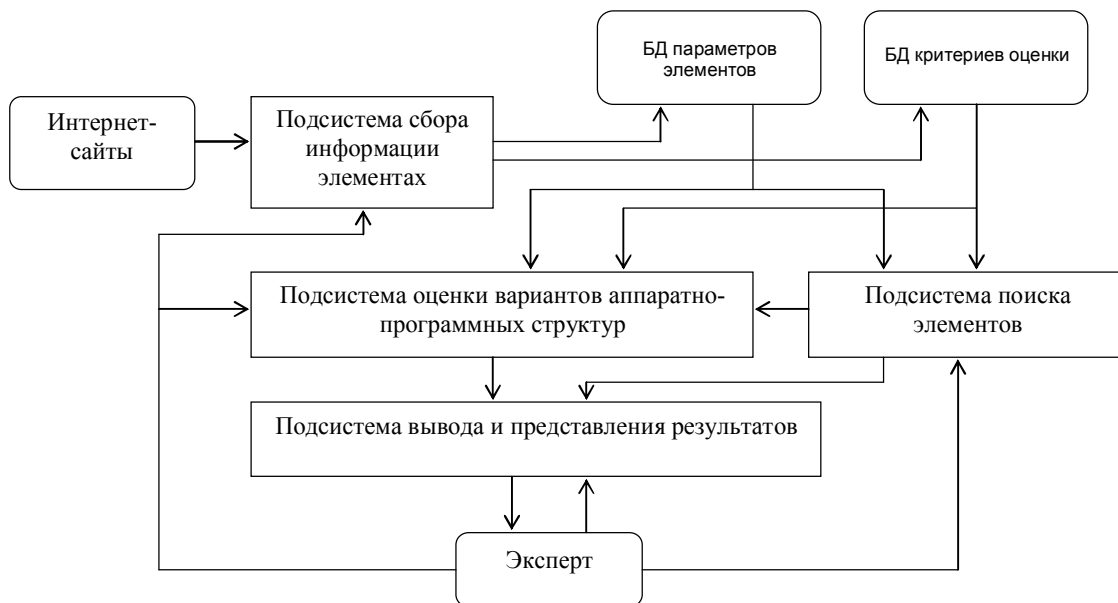 БД параметров
элементов
БД критериев оценки
Интернет-
сайты
Подсистема сбора
информации
элементах
Подсистема оценки вариантов аппаратно-
программных структур
Подсистема поиска
элементов
Подсистема вывода и представления результатов
Эксперт